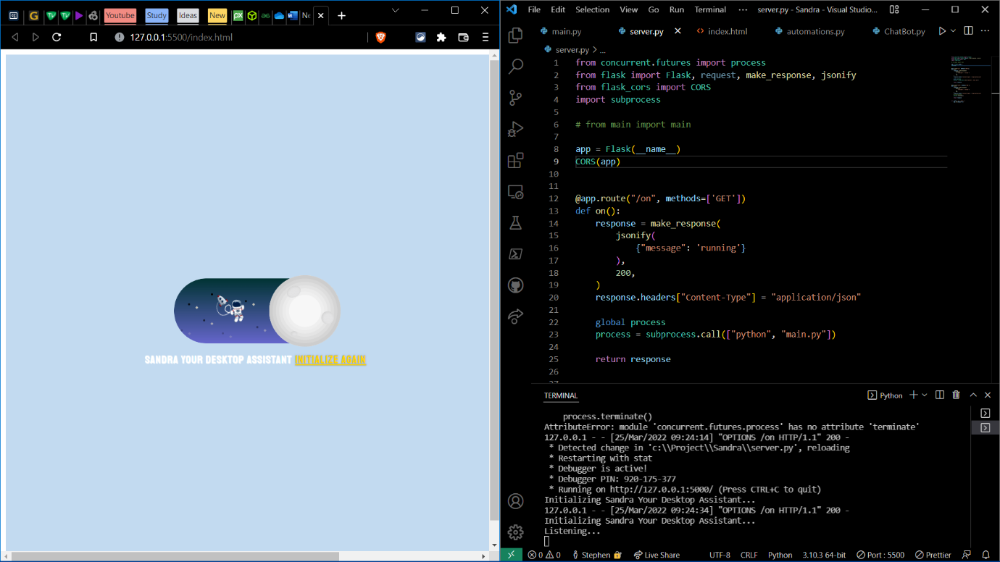 Youtube
Study
Ideas
New
px
W
No
127.0.0.1:5500/index.html
SANDRA YOUR DESKTOP ASSISTANT INITIALIZE AGAIN
File Edit Selection View Go Run Terminal ··· server.py - Sandra - Visual Studio...
main.py
server.py
index.html
automations.py
ChatBot.py
server.py > ...
1 from concurrent.futures import process
2 from flask import Flask, request, make_response, jsonify
3 from flask_cors import CORS
4 import subprocess
5
6 # from main import main
7
8 app = Flask(__name__)
9 CORS(app)
10
11
12 @app.route("/on", methods=['GET'])
13 def on():
14 response = make_response(
15 jsonify(
16 {"message": 'running'}
17 ),
18 200,
19 )
20 response.headers["Content-Type"] = "application/json"
21
22 global process
23 process = subprocess.call(["python", "main.py"])
24
25 return response
26
27
TERMINAL
Python
process.terminate()
AttributeError: module 'concurrent.futures.process' has no attribute 'terminate'
127.0.0.1 - - [25/Mar/2022 09:24:14] "OPTIONS /on HTTP/1.1" 200 -
* Detected change in 'c:\\Project\\Sandra\\server.py', reloading
* Restarting with stat
* Debugger is active!
* Debugger PIN: 920-175-377
* Running on http://127.0.0.1:5000/ (Press CTRL+C to quit)
Initializing Sandra Your Desktop Assistant...
127.0.0.1 - - [25/Mar/2022 09:24:34] "OPTIONS /on HTTP/1.1" 200 -
Initializing Sandra Your Desktop Assistant...
Listening...
0 0 Stephen Live Share UTF-8 CRLF Python 3.10.3 64-bit Port : 5500 Prettier